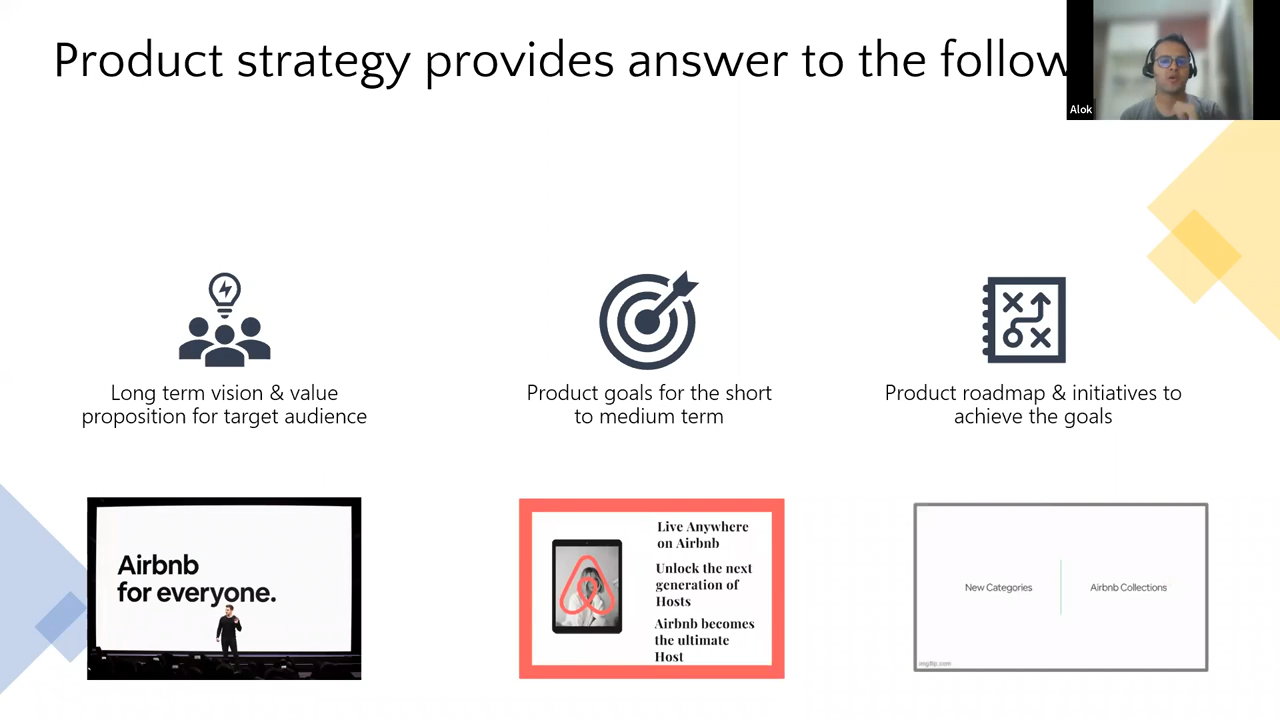 Product strategy provides answer to the follow
Alok
Long term vision & value
proposition for target audience
Product goals for the short
to medium term
Product roadmap & initiatives to
achieve the goals
Airbnb
for everyone.
Live Anywhere
on Airbnb
Unlock the next
generation of
Hosts
Airbnb becomes
the ultimate
Host
New Categories
Airbnb Collections
imgflip.com